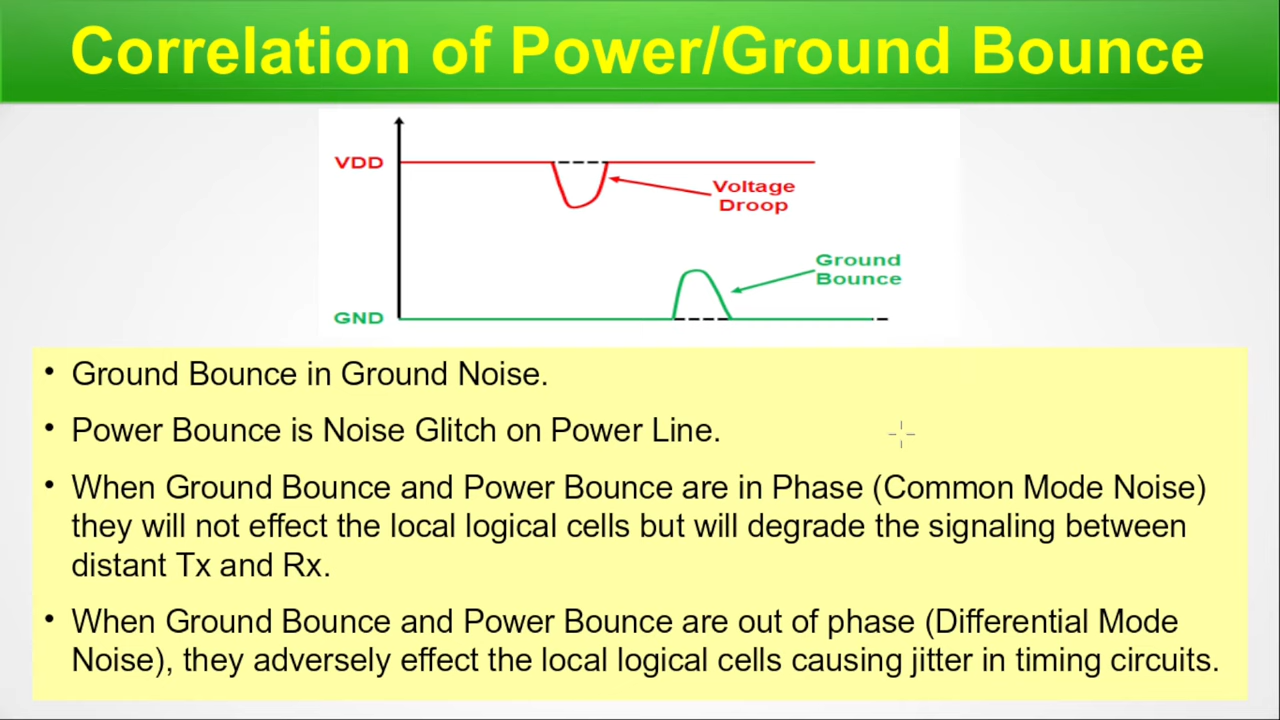 Correlation of Power/Ground Bounce
VDD
Voltage
Droop
Ground
Bounce
GND
• Ground Bounce in Ground Noise.
• Power Bounce is Noise Glitch on Power Line.
• When Ground Bounce and Power Bounce are in Phase (Common Mode Noise)
they will not effect the local logical cells but will degrade the signaling between
distant Tx and Rx.
• When Ground Bounce and Power Bounce are out of phase (Differential Mode
Noise), they adversely effect the local logical cells causing jitter in timing circuits.